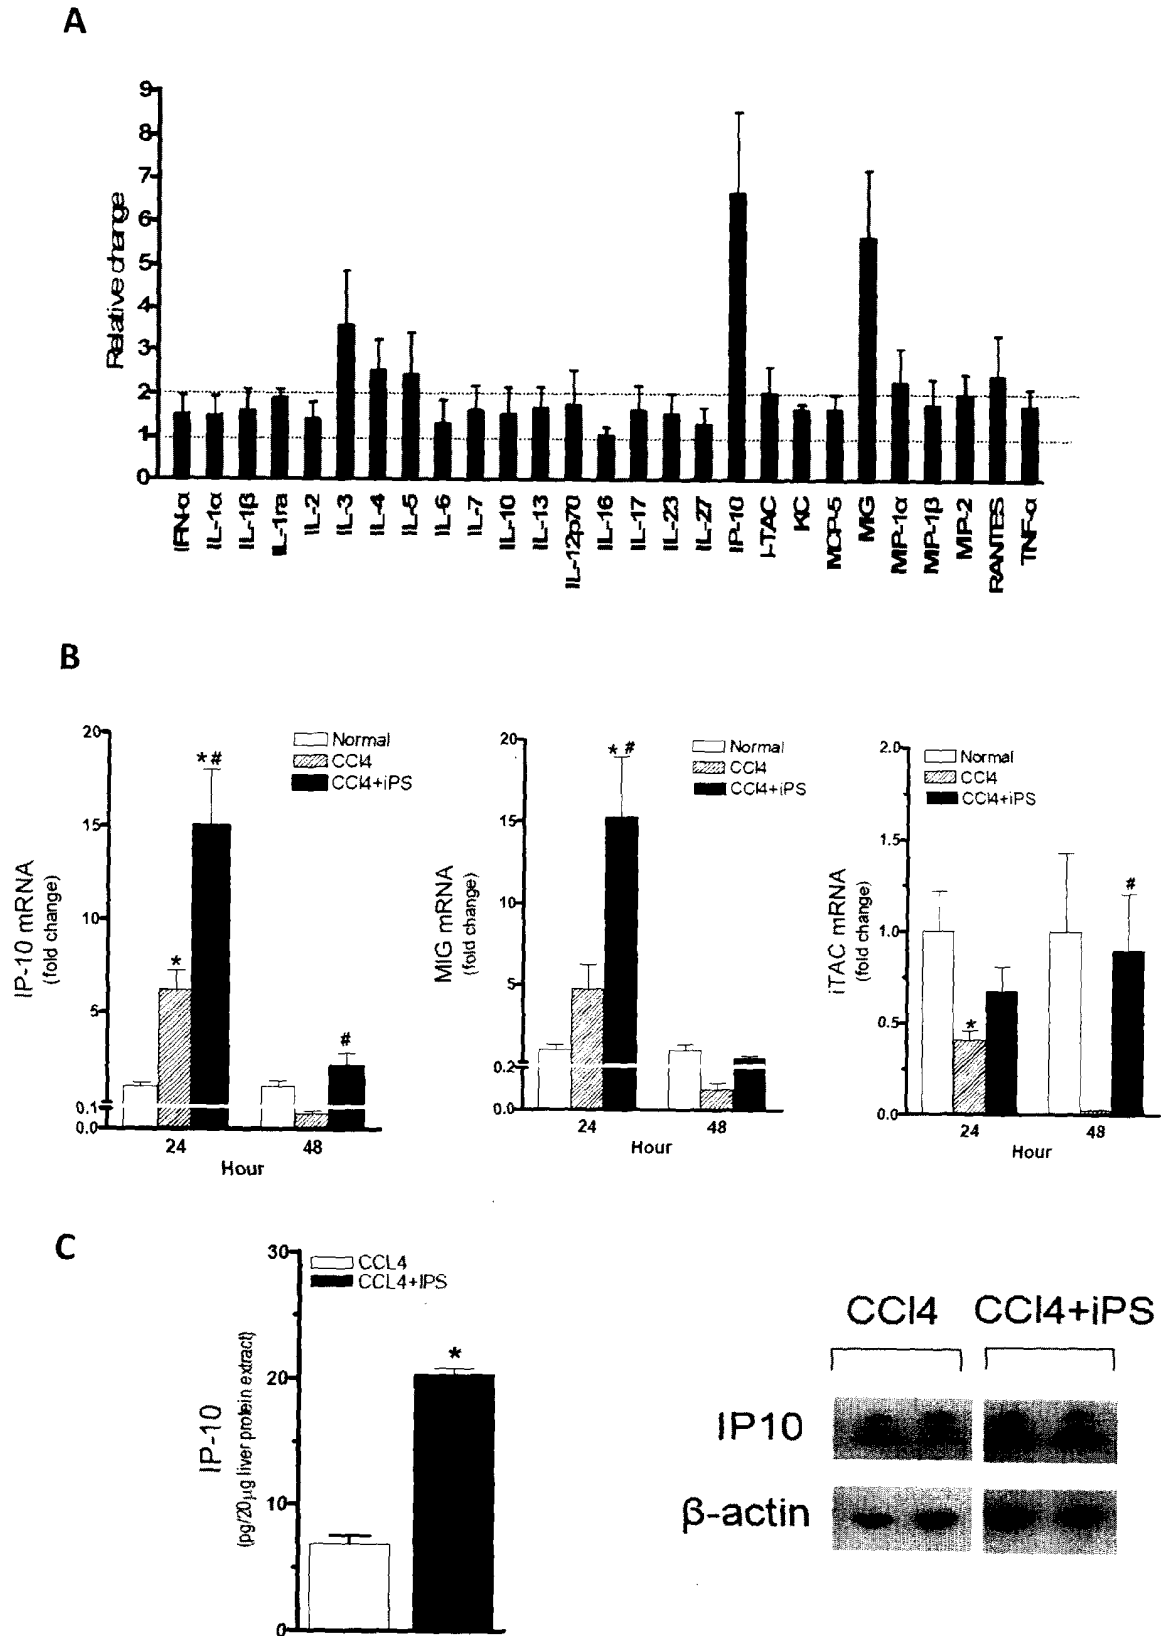 A
9
8
7
6
5
4
3
2
1
0
Relative change
IFN-α
IL-1α
IL-1β
IL-1ra
IL-2
IL-3
IL-4
IL-5
IL-6
IL-7
IL-10
IL-13
IL-12p70
IL-16
IL-17
IL-23
IL-27
IP-10
I-TAC
KC
MCP-5
MIG
MIP-1α
MIP-1β
MIP-2
RANTES
TNF-α
B
20
15
10
5
0.1
0.0
IP-10 mRNA
(fold change)
Normal
CCl4
CCl4+iPS
*
*#
#
24
48
Hour
20
15
10
5
0.2
0.0
MIG mRNA
(fold change)
Normal
CCl4
CCl4+iPS
*#
24
48
Hour
2.0
1.5
1.0
0.5
0.0
iTAC mRNA
(fold change)
Normal
CCl4
CCl4+iPS
*
#
24
48
Hour
C
30
20
10
0
IP-10
(pg/20µg liver protein extract)
CCL4
CCL4+IPS
*
CCl4 CCl4+iPS
IP10
β-actin